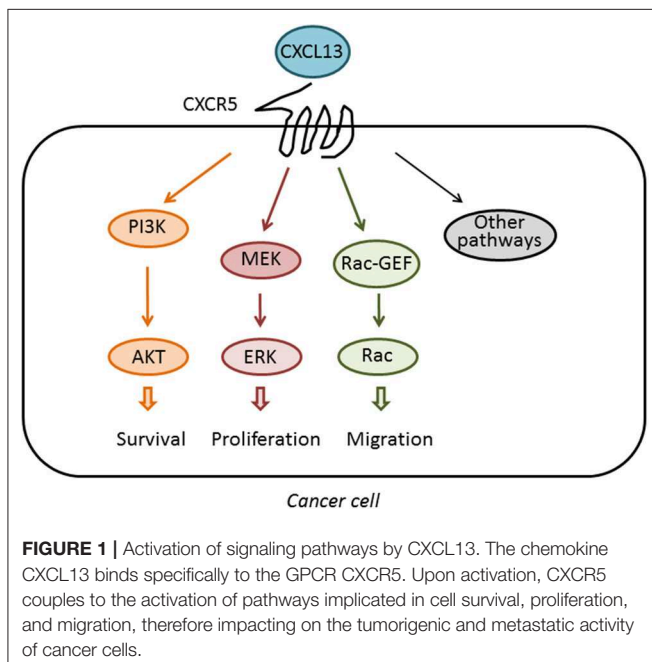 CXCL13
CXCR5
PI3K
MEK
Rac-GEF
Other
pathways
AKT
ERK
Rac
Survival
Proliferation
Migration
Cancer cell
FIGURE 1 | Activation of signaling pathways by CXCL13. The chemokine
CXCL13 binds specifically to the GPCR CXCR5. Upon activation, CXCR5
couples to the activation of pathways implicated in cell survival, proliferation,
and migration, therefore impacting on the tumorigenic and metastatic activity
of cancer cells.